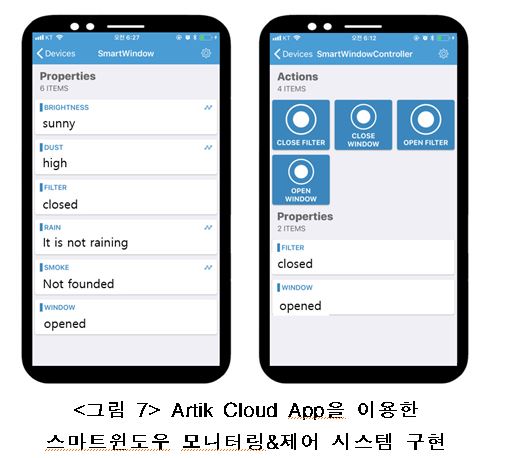 KT 오전 6:27
Devices SmartWindow
Properties
6 ITEMS
BRIGHTNESS
sunny
DUST
high
FILTER
closed
RAIN
It is not raining
SMOKE
Not founded
WINDOW
opened
KT 오전 6:12
Devices SmartWindowController
Actions
4 ITEMS
CLOSE FILTER
CLOSE
WINDOW
OPEN FILTER
OPEN
WINDOW
Properties
2 ITEMS
FILTER
closed
WINDOW
opened
<그림 7> Artik Cloud App을 이용한
스마트윈도우 모니터링&제어 시스템 구현